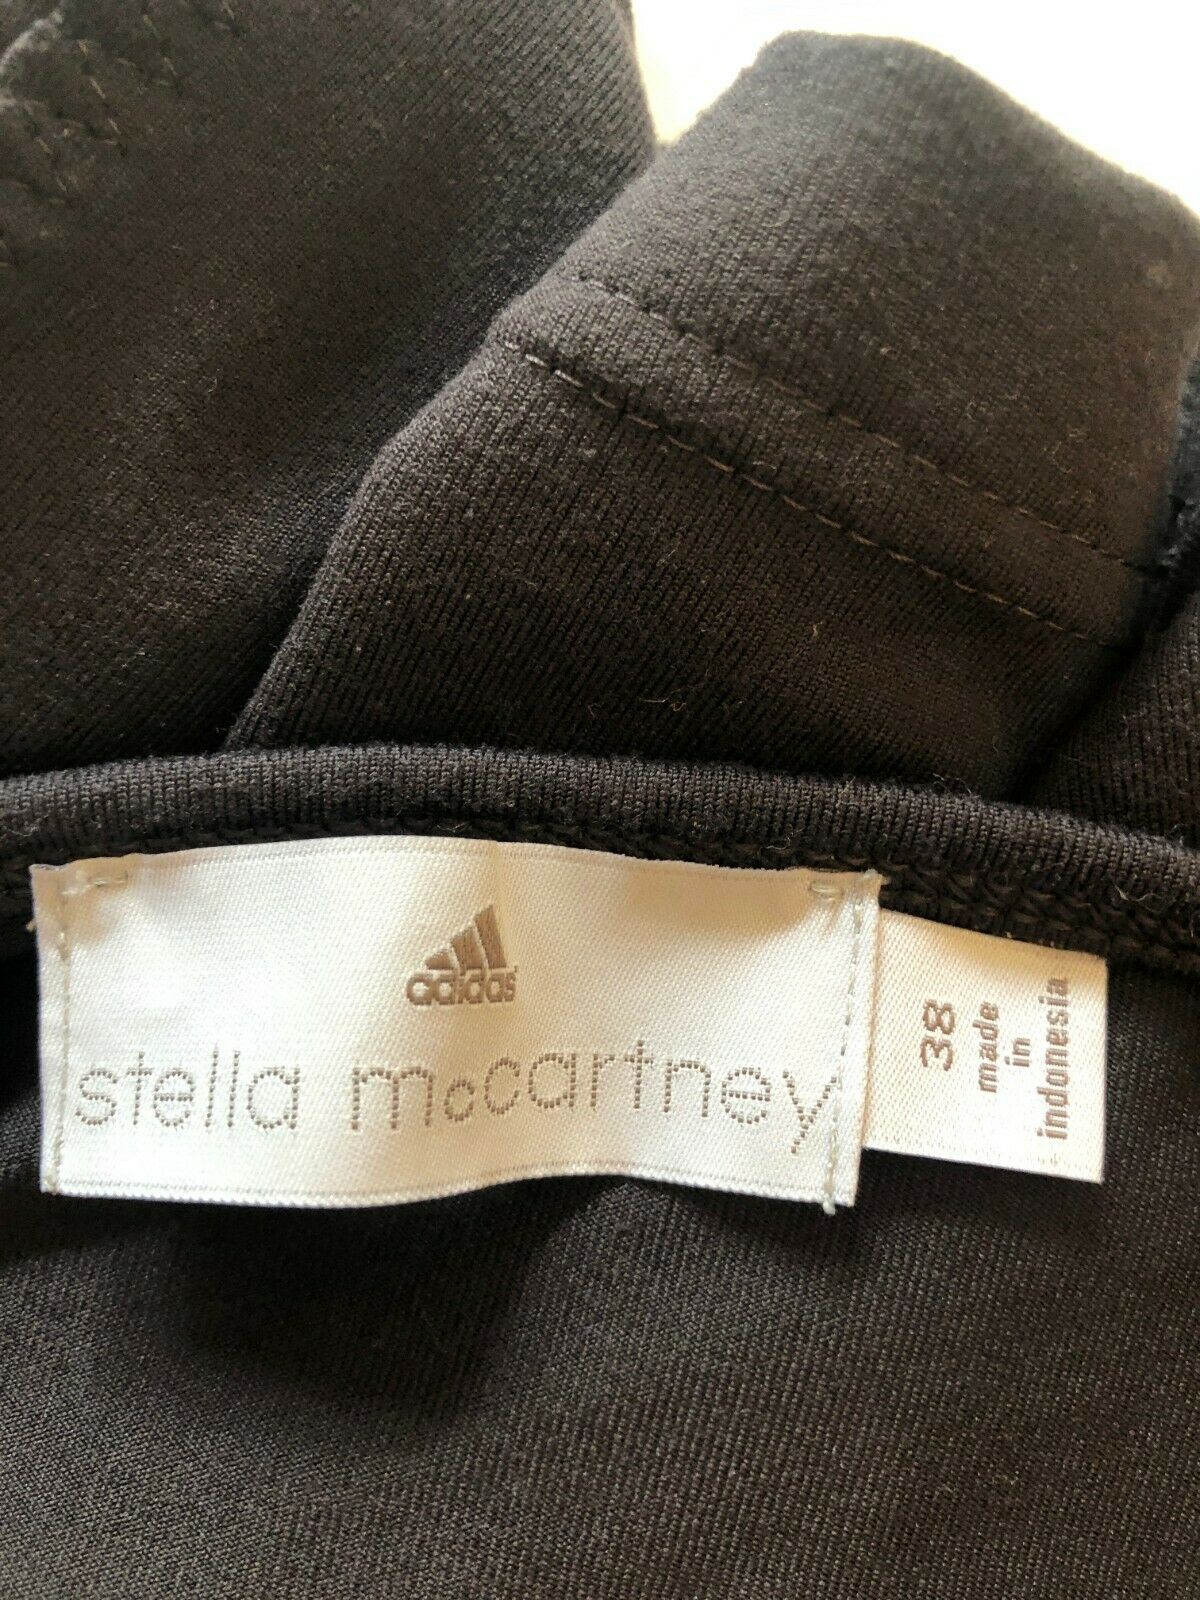 adidas
stella mccartney
38
made
in
indonesia